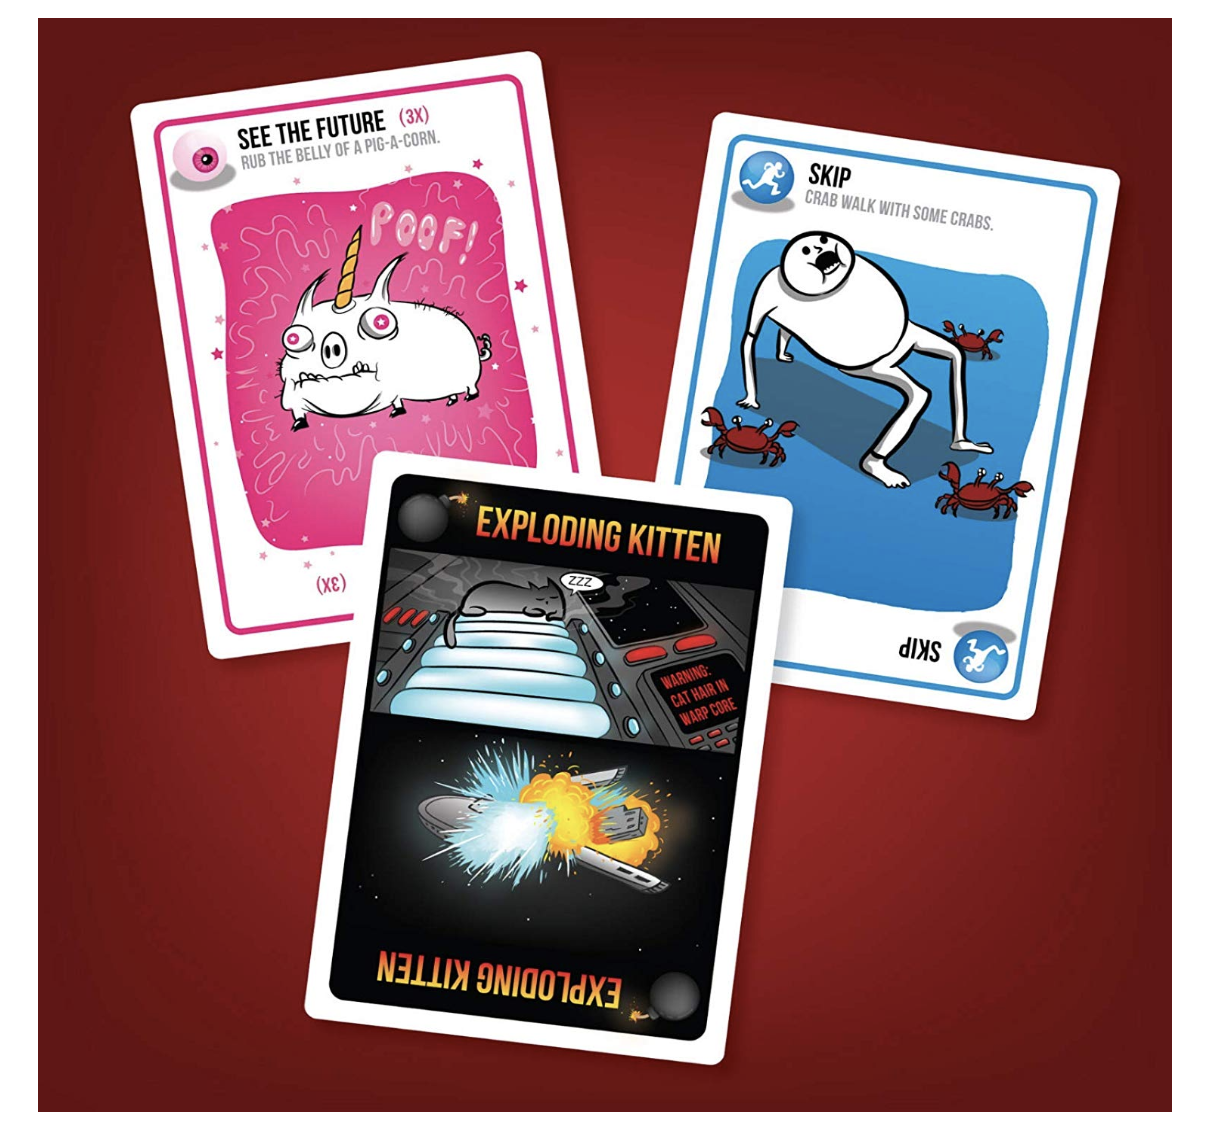 SEE THE FUTURE (3X)
RUB THE BELLY OF A PIG-A-CORN.
POOF!
(3X)
SKIP
CRAB WALK WITH SOME CRABS.
SKIP
EXPLODING KITTEN
ZZZ
WARNING:
CAT HAIR IN
WARP CORE
EXPLODING KITTEN